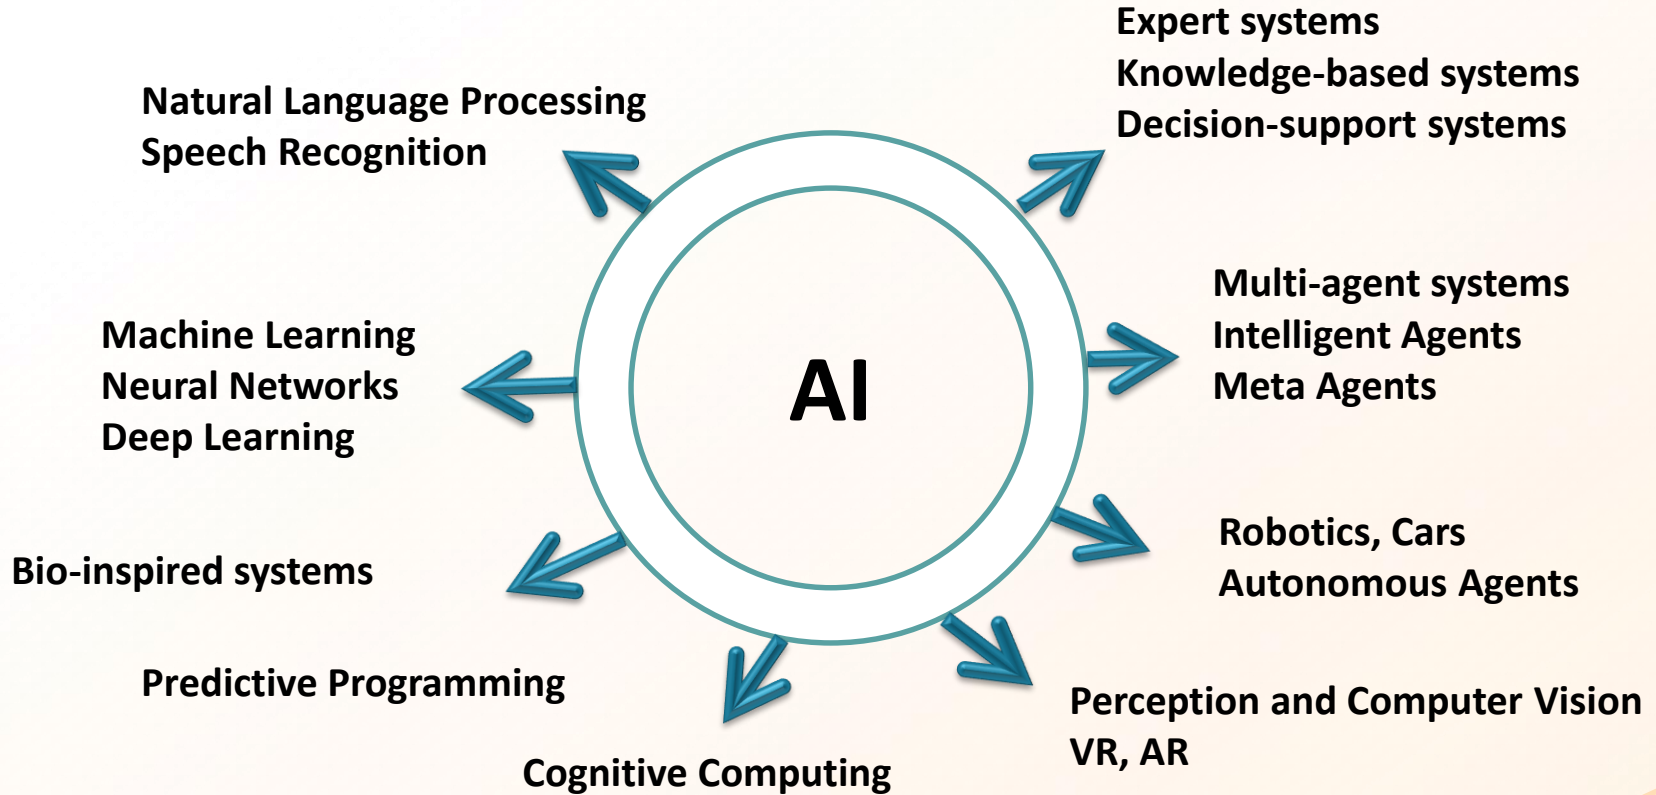 Expert systems
Knowledge-based systems
Decision-support systems
Natural Language Processing
Speech Recognition
Multi-agent systems
Intelligent Agents
Meta Agents
Machine Learning
Neural Networks
Deep Learning
AI
Robotics, Cars
Autonomous Agents
Bio-inspired systems
Predictive Programming
Perception and Computer Vision
VR, AR
Cognitive Computing